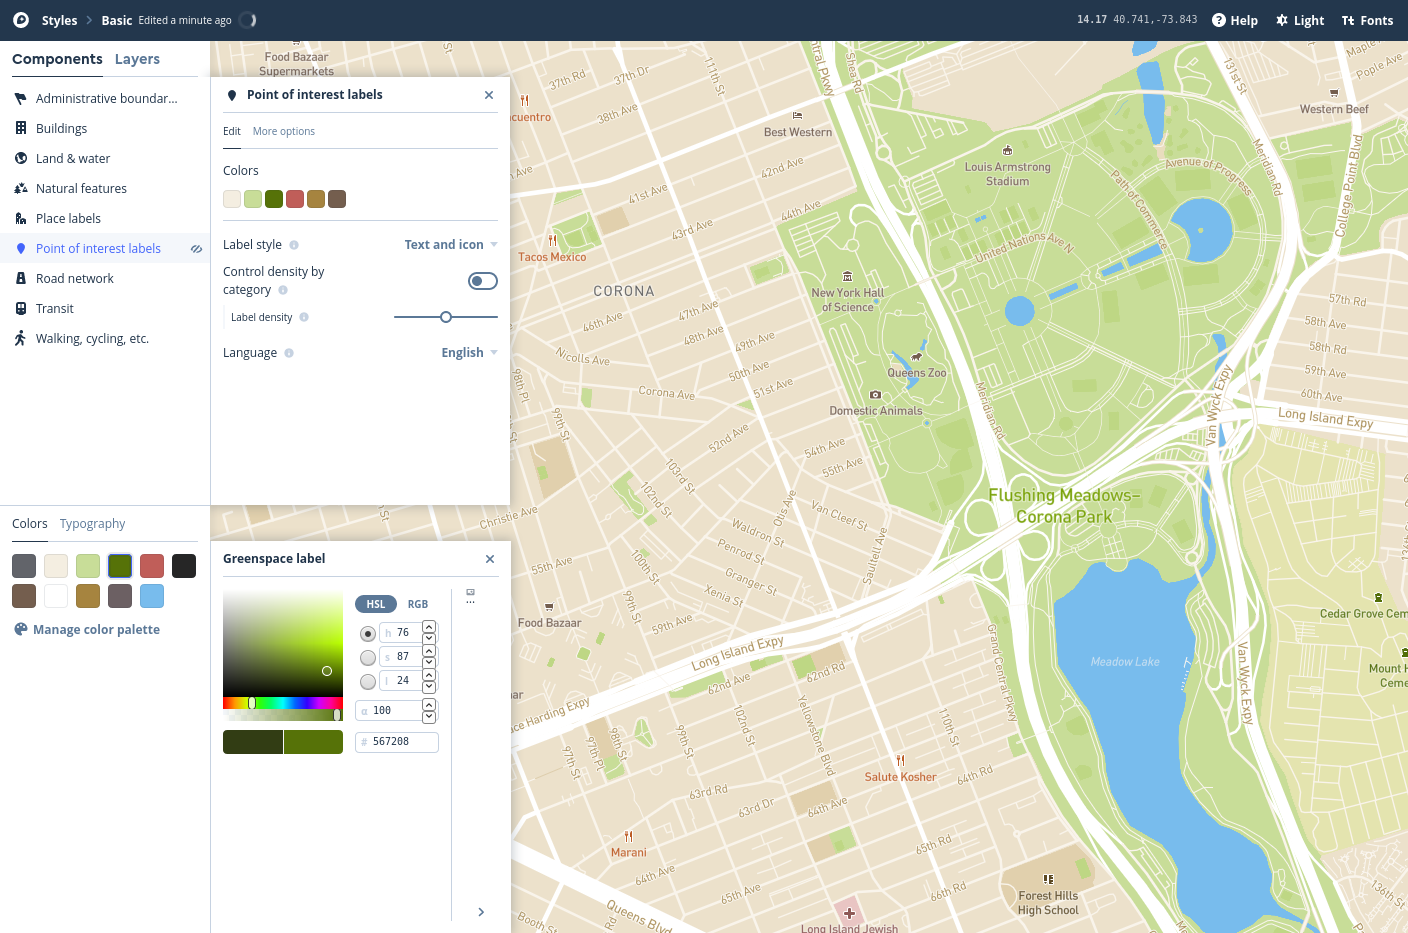 Styles
Basic
Edited a minute ago
14.17 40.741,-73.843
Help
Light
Fonts
Components
Layers
Administrative boundar...
Buildings
Land & water
Natural features
Place labels
Point of interest labels
Road network
Transit
Walking, cycling, etc.
Colors
Typography
Manage color palette
Point of interest labels
Edit
More options
Colors
Label style
Text and icon
Control density by
category
Label density
Language
English
Greenspace label
HSL
RGB
h 76
s 87
l 24
α 100
# 567208
Food Bazaar
Supermarkets
37th Rd
37th Dr
111th St
38th Ave
Shea Rd
Best Western
42nd Ave
41st Ave
44th Ave
43rd Ave
Tacos Mexico
CORONA
46th Ave
47th Ave
48th Ave
49th Ave
50th Ave
51st Ave
Nicolls Ave
Corona Ave
98th Pl
99th St
52nd Ave
54th Ave
55th Ave
103rd St
102nd St
Otis Ave
Van Cleef St
Waldron St
Penrod St
Granger St
Xenia St
Saultell Ave
Christie Ave
55th Ave
100th St
99th St
59th Ave
Food Bazaar
Long Island Expy
62nd Ave
62nd Rd
102nd St
Yellowstone Blvd
99th St
98th St
97th Pl
97th St
63rd Rd
63rd Dr
64th Ave
110th St
64th Rd
Salute Kosher
65th Rd
66th Rd
Marani
64th Ave
65th Ave
Queens Blvd
Booth St
Long Island Jewish
Forest Hills
High School
Louis Armstrong
Stadium
131st St
Meridian Rd
Maple
Pople Ave
Western Beef
College Point Blvd
Avenue of Progress
Path of Commerce
United Nations Ave N
New York Hall
of Science
Queens Zoo
Domestic Animals
Meridian Rd
57th Rd
58th Ave
58th Rd
59th Ave
60th Ave
Long Island Expy
Van Wyck Expy
Flushing Meadows–
Corona Park
Grand Central Pkwy
Meadow Lake
Van Wyck Expy
Cedar Grove Cem
Mount H
Ceme
136th St